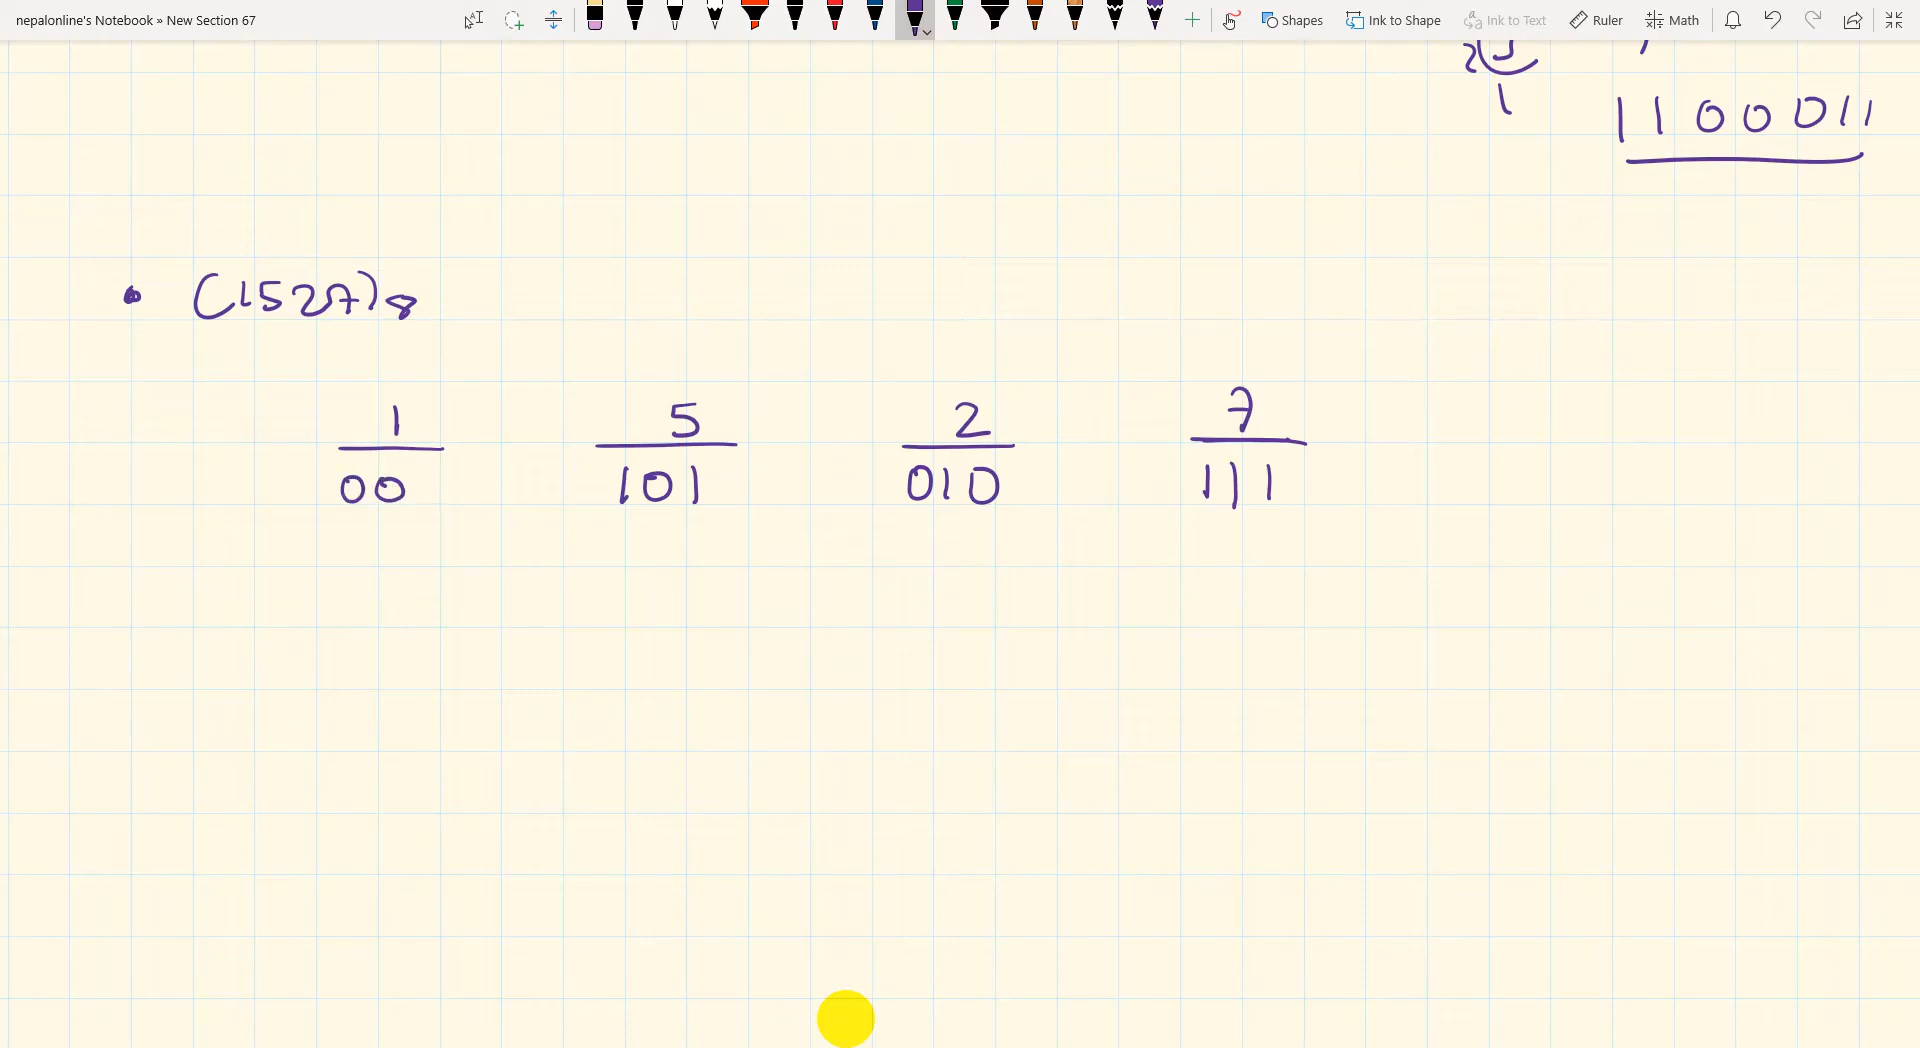 nepalonline's Notebook » New Section 67
Shapes Ink to Shape Ink to Text Ruler Math
1
1100011
• (1527)8
1 5 2 7
00 101 010 111